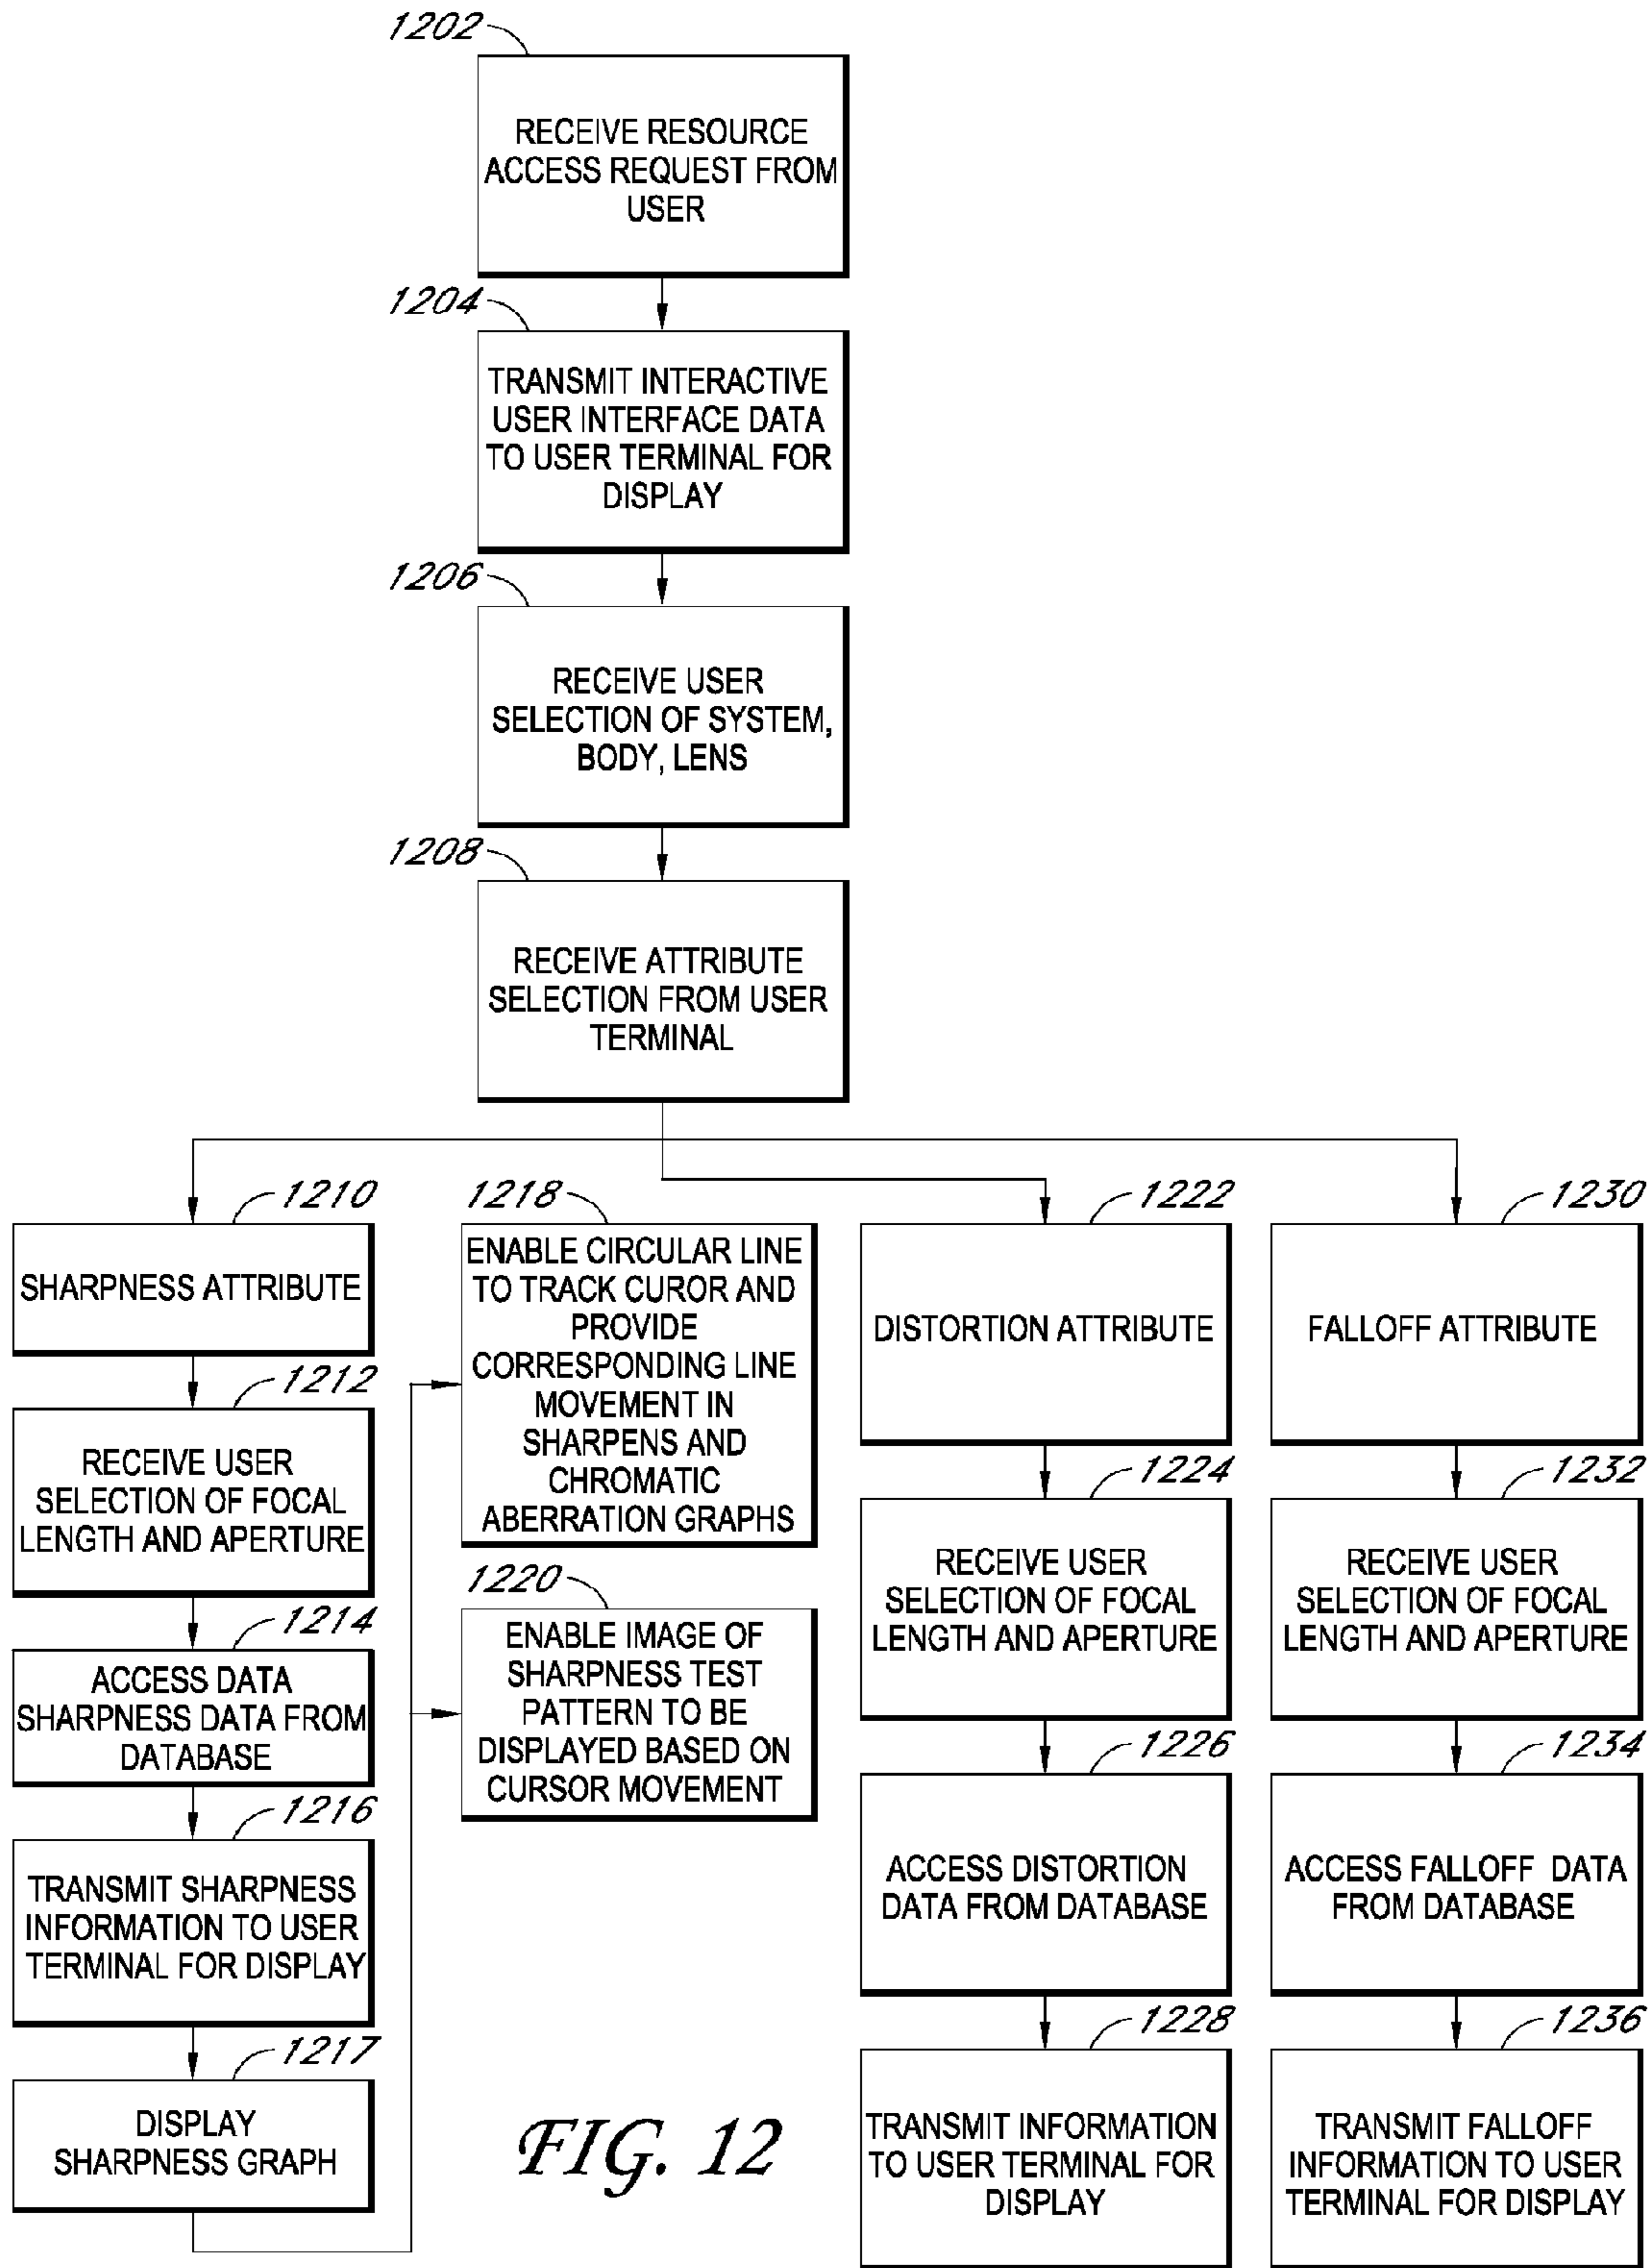 1202
RECEIVE RESOURCE
ACCESS REQUEST FROM
USER
1204
TRANSMIT INTERACTIVE
USER INTERFACE DATA
TO USER TERMINAL FOR
DISPLAY
1206
RECEIVE USER
SELECTION OF SYSTEM,
BODY, LENS
1208
RECEIVE ATTRIBUTE
SELECTION FROM USER
TERMINAL
1210
SHARPNESS ATTRIBUTE
1212
RECEIVE USER
SELECTION OF FOCAL
LENGTH AND APERTURE
1214
ACCESS DATA
SHARPNESS DATA FROM
DATABASE
1216
TRANSMIT SHARPNESS
INFORMATION TO USER
TERMINAL FOR DISPLAY
1217
DISPLAY
SHARPNESS GRAPH
1218
ENABLE CIRCULAR LINE
TO TRACK CUROR AND
PROVIDE
CORRESPONDING LINE
MOVEMENT IN
SHARPENS AND
CHROMATIC
ABERRATION GRAPHS
1220
ENABLE IMAGE OF
SHARPNESS TEST
PATTERN TO BE
DISPLAYED BASED ON
CURSOR MOVEMENT
1222
DISTORTION ATTRIBUTE
1224
RECEIVE USER
SELECTION OF FOCAL
LENGTH AND APERTURE
1226
ACCESS DISTORTION
DATA FROM DATABASE
1228
TRANSMIT INFORMATION
TO USER TERMINAL FOR
DISPLAY
1230
FALLOFF ATTRIBUTE
1232
RECEIVE USER
SELECTION OF FOCAL
LENGTH AND APERTURE
1234
ACCESS FALLOFF DATA
FROM DATABASE
1236
TRANSMIT FALLOFF
INFORMATION TO USER
TERMINAL FOR DISPLAY
FIG. 12